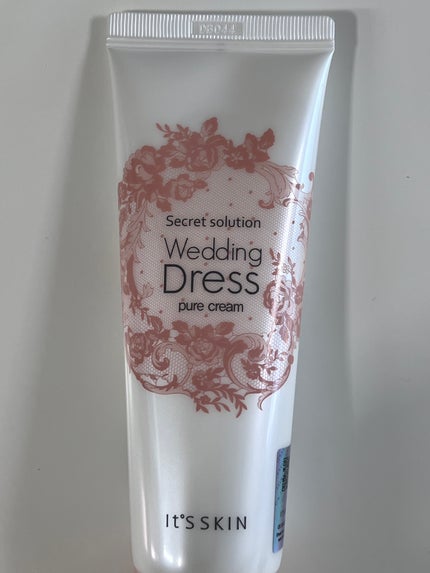 Secret solution
Wedding
Dress
pure cream
It'S SKIN